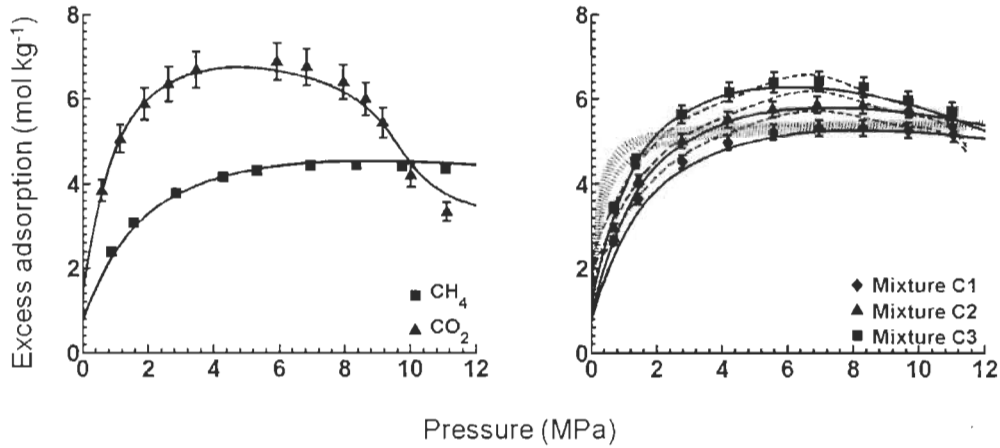 Excess adsorption (mol kg⁻¹)
8
6
4
2
0
0 2 4 6 8 10 12
CH₄
CO₂
8
6
4
2
0
0 2 4 6 8 10 12
Mixture C1
Mixture C2
Mixture C3
Pressure (MPa)